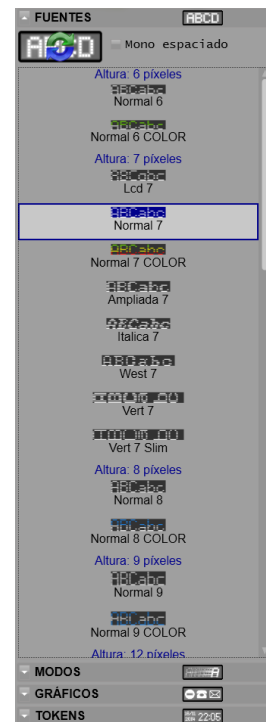 FUENTES ABCD
ABCD Mono espaciado
Altura: 6 píxeles
ABCabc
Normal 6
ABCabc
Normal 6 COLOR
Altura: 7 píxeles
ABCabc
Lcd 7
ABCabc
Normal 7
ABCabc
Normal 7 COLOR
ABCabc
Ampliada 7
ABCabc
Italica 7
ABCabc
West 7
Vert 7
Vert 7 Slim
Altura: 8 píxeles
ABCabc
Normal 8
ABCabc
Normal 8 COLOR
Altura: 9 píxeles
ABCabc
Normal 9
ABCabc
Normal 9 COLOR
Altura: 12 píxeles
MODOS
GRÁFICOS
TOKENS 22:05